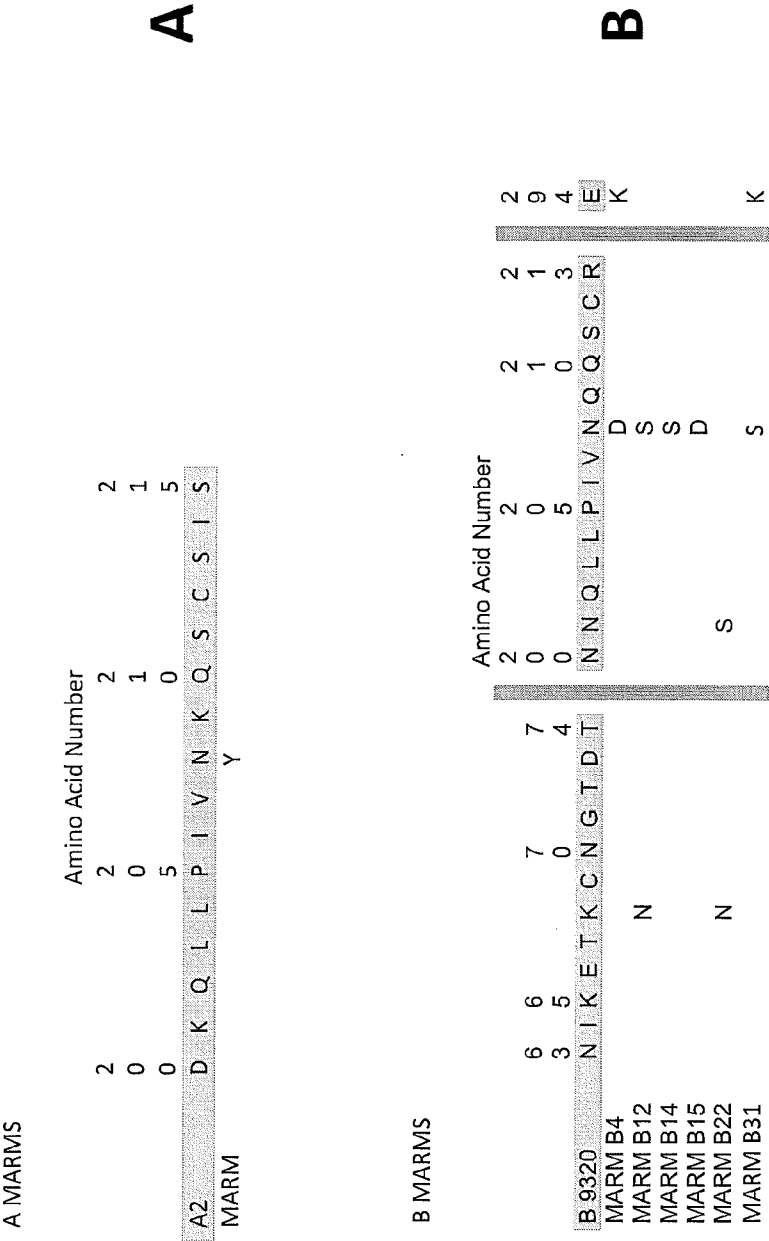 A MARMS
Amino Acid Number
2 2 2 2
0 0 1 1
0 5 0 5
A
A2 D K Q L L P I V N K Q S C S I S
MARM Y
B MARMS
Amino Acid Number
2 2 2 2 2
6 6 7 7 0 0 1 1 9
3 5 0 4 0 5 0 3 4
B 9320 N I K E T K C N G T D T N N Q L L P I V N Q Q S C R E
MARM B4 D K
B
MARM B12 N S
MARM B14 S
MARM B15 D
MARM B22 N S
MARM B31 S K